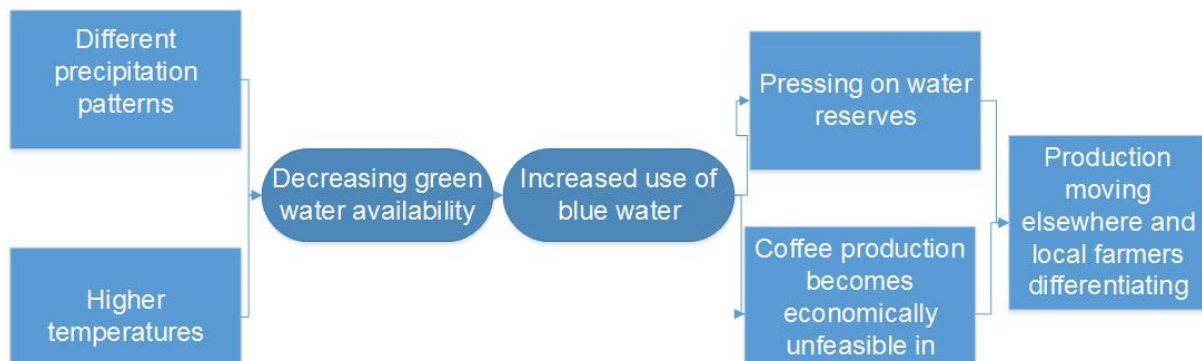 Different
precipitation
patterns
Higher
temperatures
Decreasing green
water availability
Increased use of
blue water
Pressing on water
reserves
Coffee production
becomes
economically
unfeasible in
Production
moving
elsewhere and
local farmers
differentiating